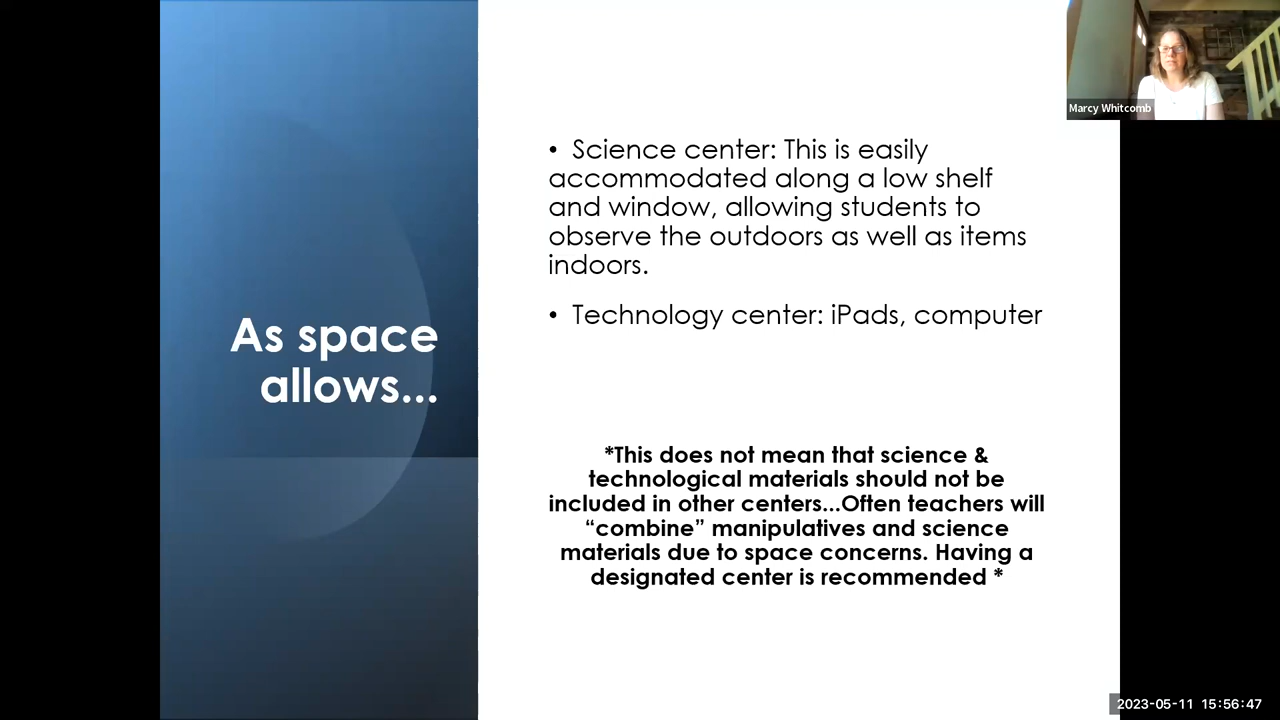 Marcy Whitcomb
As space
allows...
• Science center: This is easily
accommodated along a low shelf
and window, allowing students to
observe the outdoors as well as items
indoors.
• Technology center: iPads, computer
*This does not mean that science &
technological materials should not be
included in other centers...Often teachers will
“combine” manipulatives and science
materials due to space concerns. Having a
designated center is recommended *
2023-05-11 15:56:47